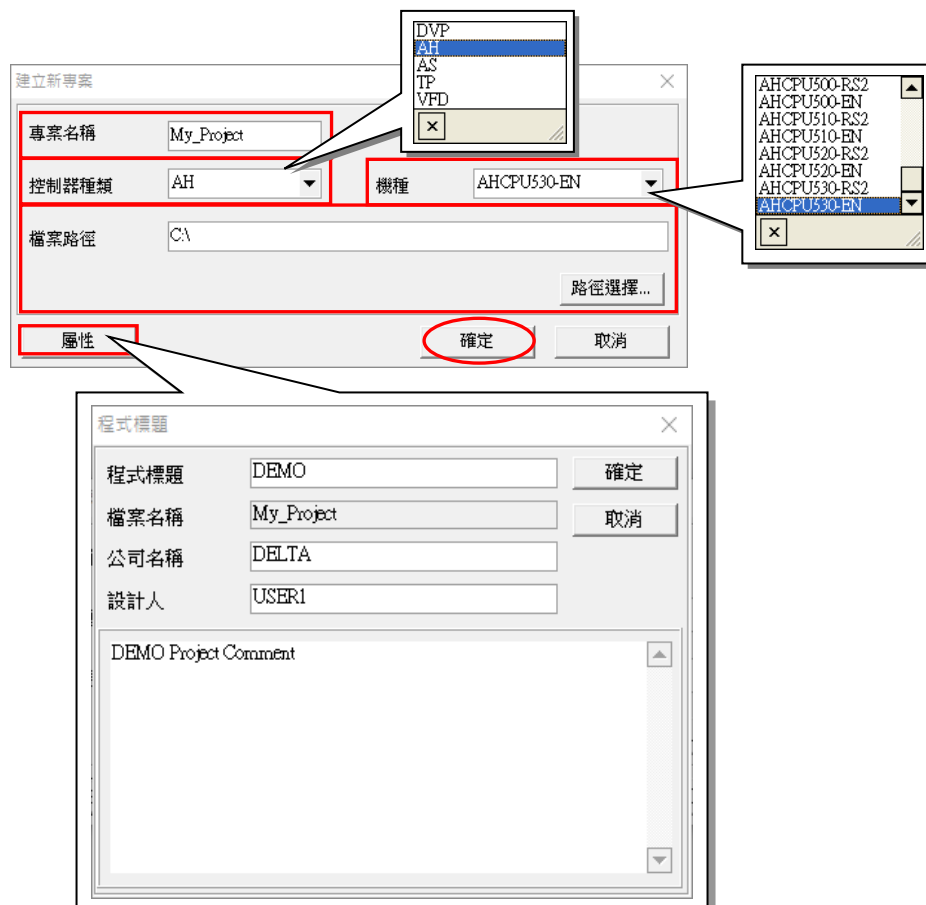 DVP
AH
AS
TP
VFD
建立新專案
專案名稱 My_Project
控制器種類 AH 機種 AHCPU530-EN
檔案路徑 C:\
路徑選擇...
屬性 確定 取消
AHCPU500-RS2
AHCPU500-EN
AHCPU510-RS2
AHCPU510-EN
AHCPU520-RS2
AHCPU520-EN
AHCPU530-RS2
AHCPU530-EN
程式標題
程式標題 DEMO 確定
檔案名稱 My_Project 取消
公司名稱 DELTA
設計人 USER1
DEMO Project Comment